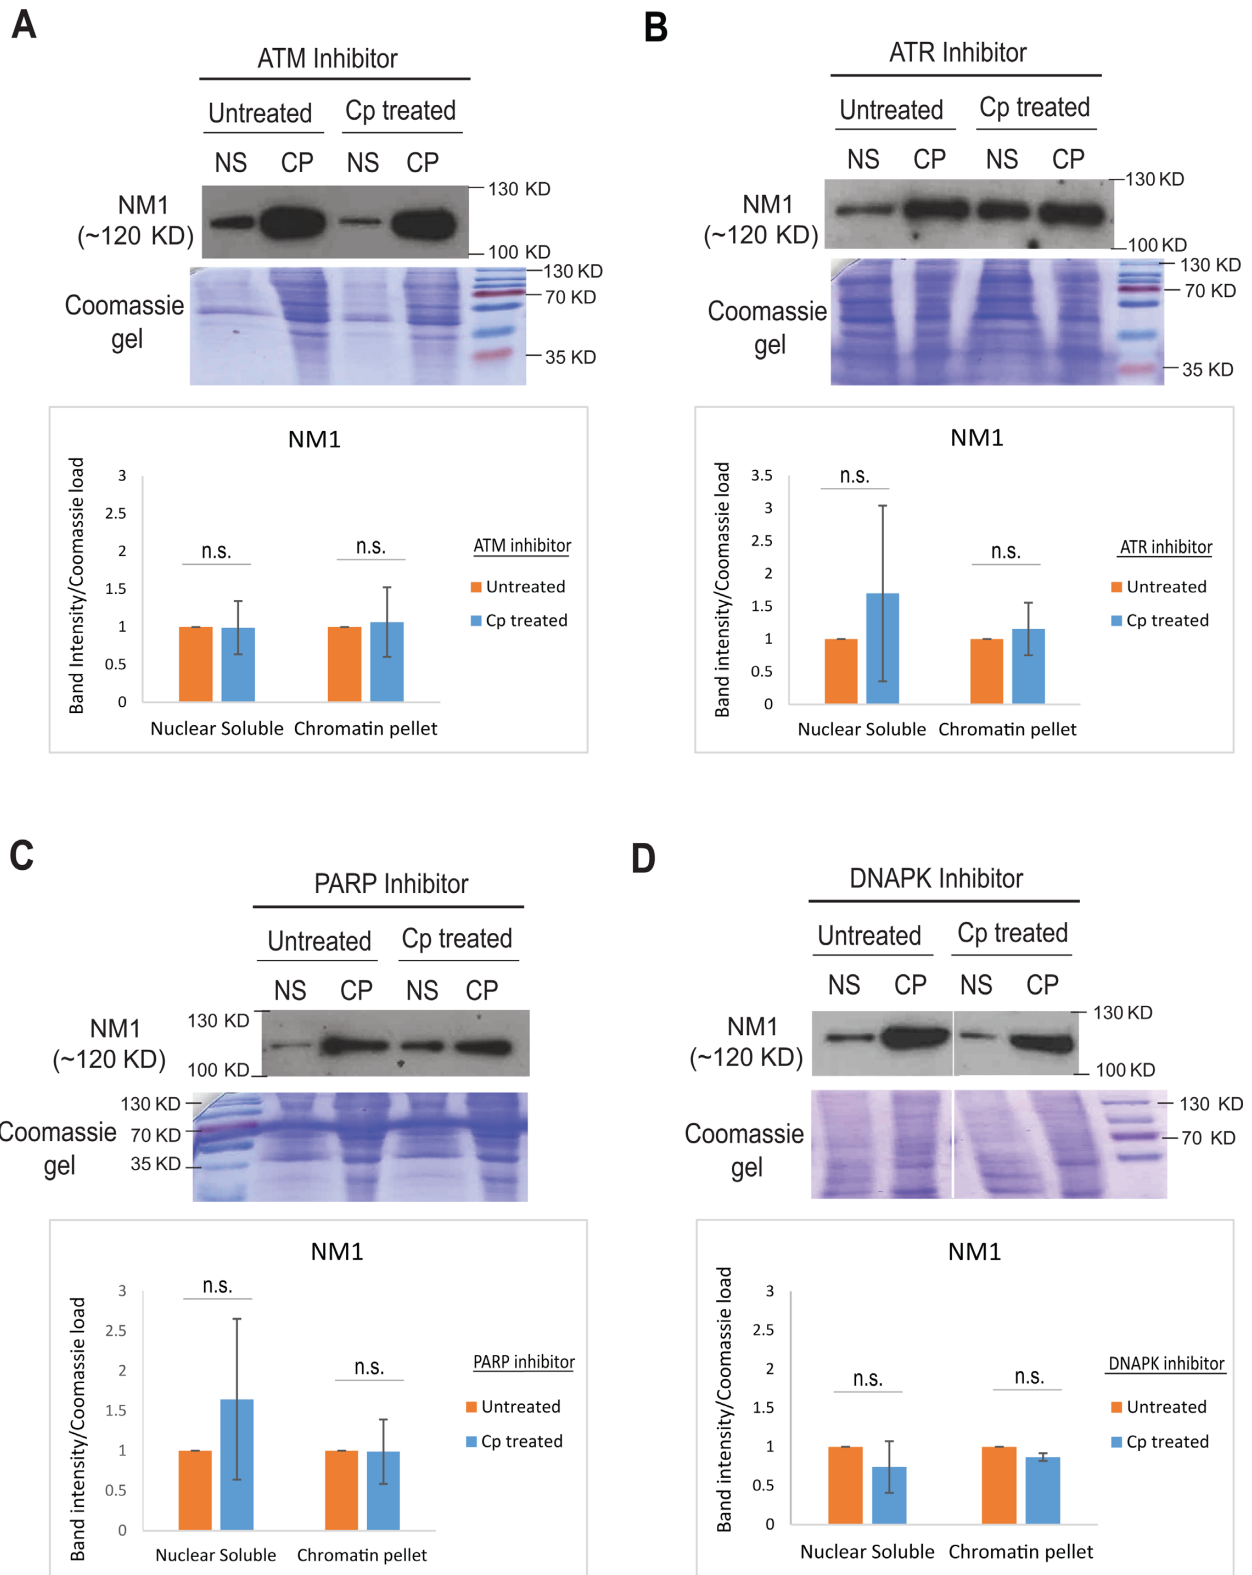 A
ATM Inhibitor
Untreated
Cp treated
NS
CP
NS
CP
NM1
(~120 KD)
130 KD
100 KD
Coomassie
gel
130 KD
70 KD
35 KD
NM1
Band Intensity/Coomassie load
3
2.5
2
1.5
1
0.5
0
n.s.
n.s.
Nuclear Soluble
Chromatin pellet
ATM inhibitor
Untreated
Cp treated
B
ATR Inhibitor
Untreated
Cp treated
NS
CP
NS
CP
NM1
(~120 KD)
130 KD
100 KD
Coomassie
gel
130 KD
70 KD
35 KD
NM1
Band intensity/Coomassie load
3.5
3
2.5
2
1.5
1
0.5
0
n.s.
n.s.
Nuclear Soluble
Chromatin pellet
ATR inhibitor
Untreated
Cp treated
C
PARP Inhibitor
Untreated
Cp treated
NS
CP
NS
CP
NM1
(~120 KD)
130 KD
100 KD
Coomassie
gel
130 KD
70 KD
35 KD
NM1
Band intensity/Coomassie load
3
2.5
2
1.5
1
0.5
0
n.s.
n.s.
Nuclear Soluble
Chromatin pellet
PARP inhibitor
Untreated
Cp treated
D
DNAPK Inhibitor
Untreated
Cp treated
NS
CP
NS
CP
NM1
(~120 KD)
130 KD
100 KD
Coomassie
gel
130 KD
70 KD
NM1
Band intensity/Coomassie load
3
2.5
2
1.5
1
0.5
0
n.s.
n.s.
Nuclear Soluble
Chromatin pellet
DNAPK inhibitor
Untreated
Cp treated